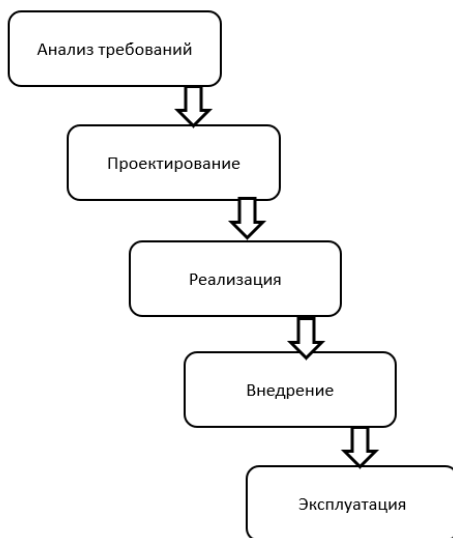 Анализ требований
Проектирование
Реализация
Внедрение
Эксплуатация